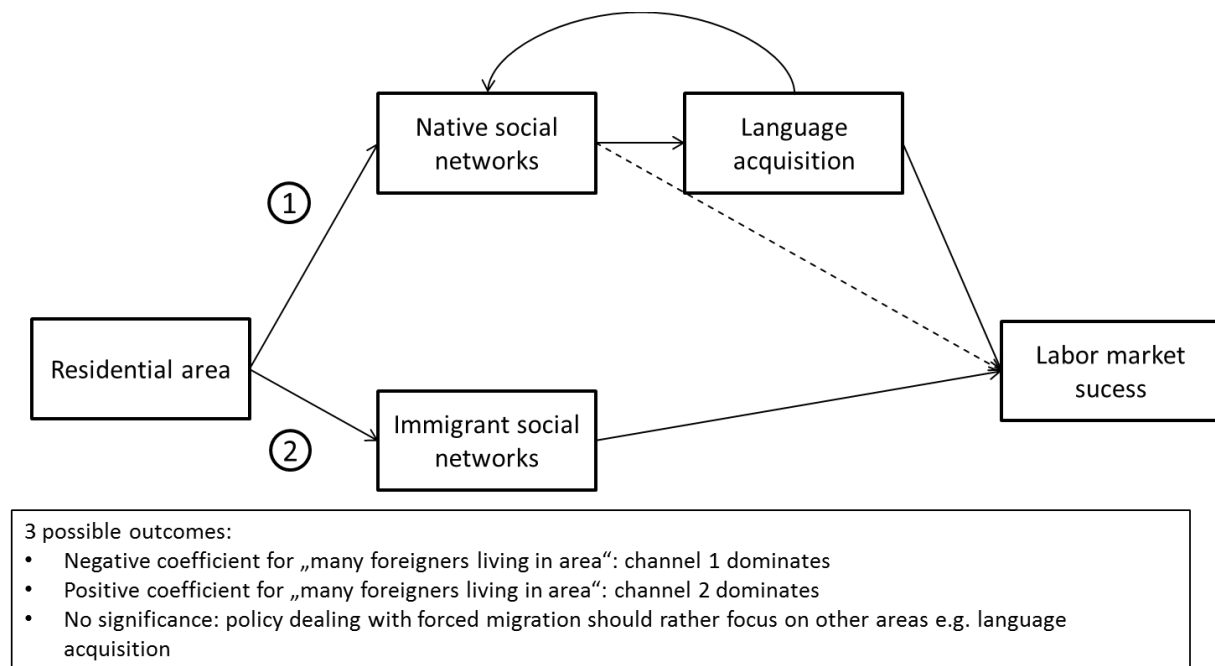 Native social
networks
Language
acquisition
1
Residential area
Labor market
sucess
Immigrant social
networks
2
3 possible outcomes:
• Negative coefficient for „many foreigners living in area“: channel 1 dominates
• Positive coefficient for „many foreigners living in area“: channel 2 dominates
• No significance: policy dealing with forced migration should rather focus on other areas e.g. language
acquisition